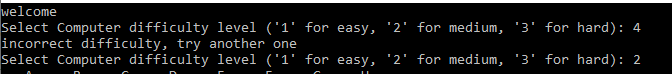 welcome
Select Computer difficulty level ('1' for easy, '2' for medium, '3' for hard): 4
incorrect difficulty, try another one
Select Computer difficulty level ('1' for easy, '2' for medium, '3' for hard): 2